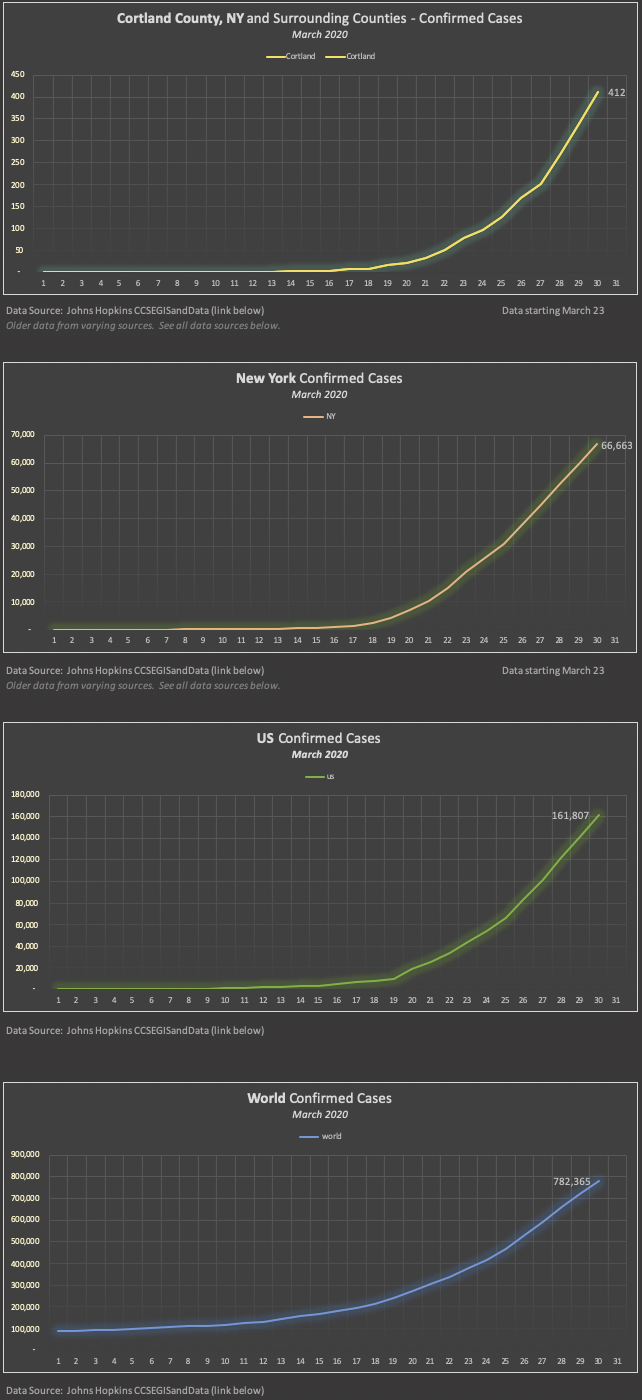 Cortland County, NY and Surrounding Counties - Confirmed Cases
March 2020
Cortland Cortland
450
400
350
300
250
200
150
100
50
-
412
1 2 3 4 5 6 7 8 9 10 11 12 13 14 15 16 17 18 19 20 21 22 23 24 25 26 27 28 29 30 31
Data Source: Johns Hopkins CCSEGISandData (link below) Data starting March 23
Older data from varying sources. See all data sources below.
New York Confirmed Cases
March 2020
NY
70,000
60,000
50,000
40,000
30,000
20,000
10,000
-
66,663
1 2 3 4 5 6 7 8 9 10 11 12 13 14 15 16 17 18 19 20 21 22 23 24 25 26 27 28 29 30 31
Data Source: Johns Hopkins CCSEGISandData (link below) Data starting March 23
Older data from varying sources. See all data sources below.
US Confirmed Cases
March 2020
us
180,000
160,000
140,000
120,000
100,000
80,000
60,000
40,000
20,000
-
161,807
1 2 3 4 5 6 7 8 9 10 11 12 13 14 15 16 17 18 19 20 21 22 23 24 25 26 27 28 29 30 31
Data Source: Johns Hopkins CCSEGISandData (link below)
World Confirmed Cases
March 2020
world
900,000
800,000
700,000
600,000
500,000
400,000
300,000
200,000
100,000
-
782,365
1 2 3 4 5 6 7 8 9 10 11 12 13 14 15 16 17 18 19 20 21 22 23 24 25 26 27 28 29 30 31
Data Source: Johns Hopkins CCSEGISandData (link below)